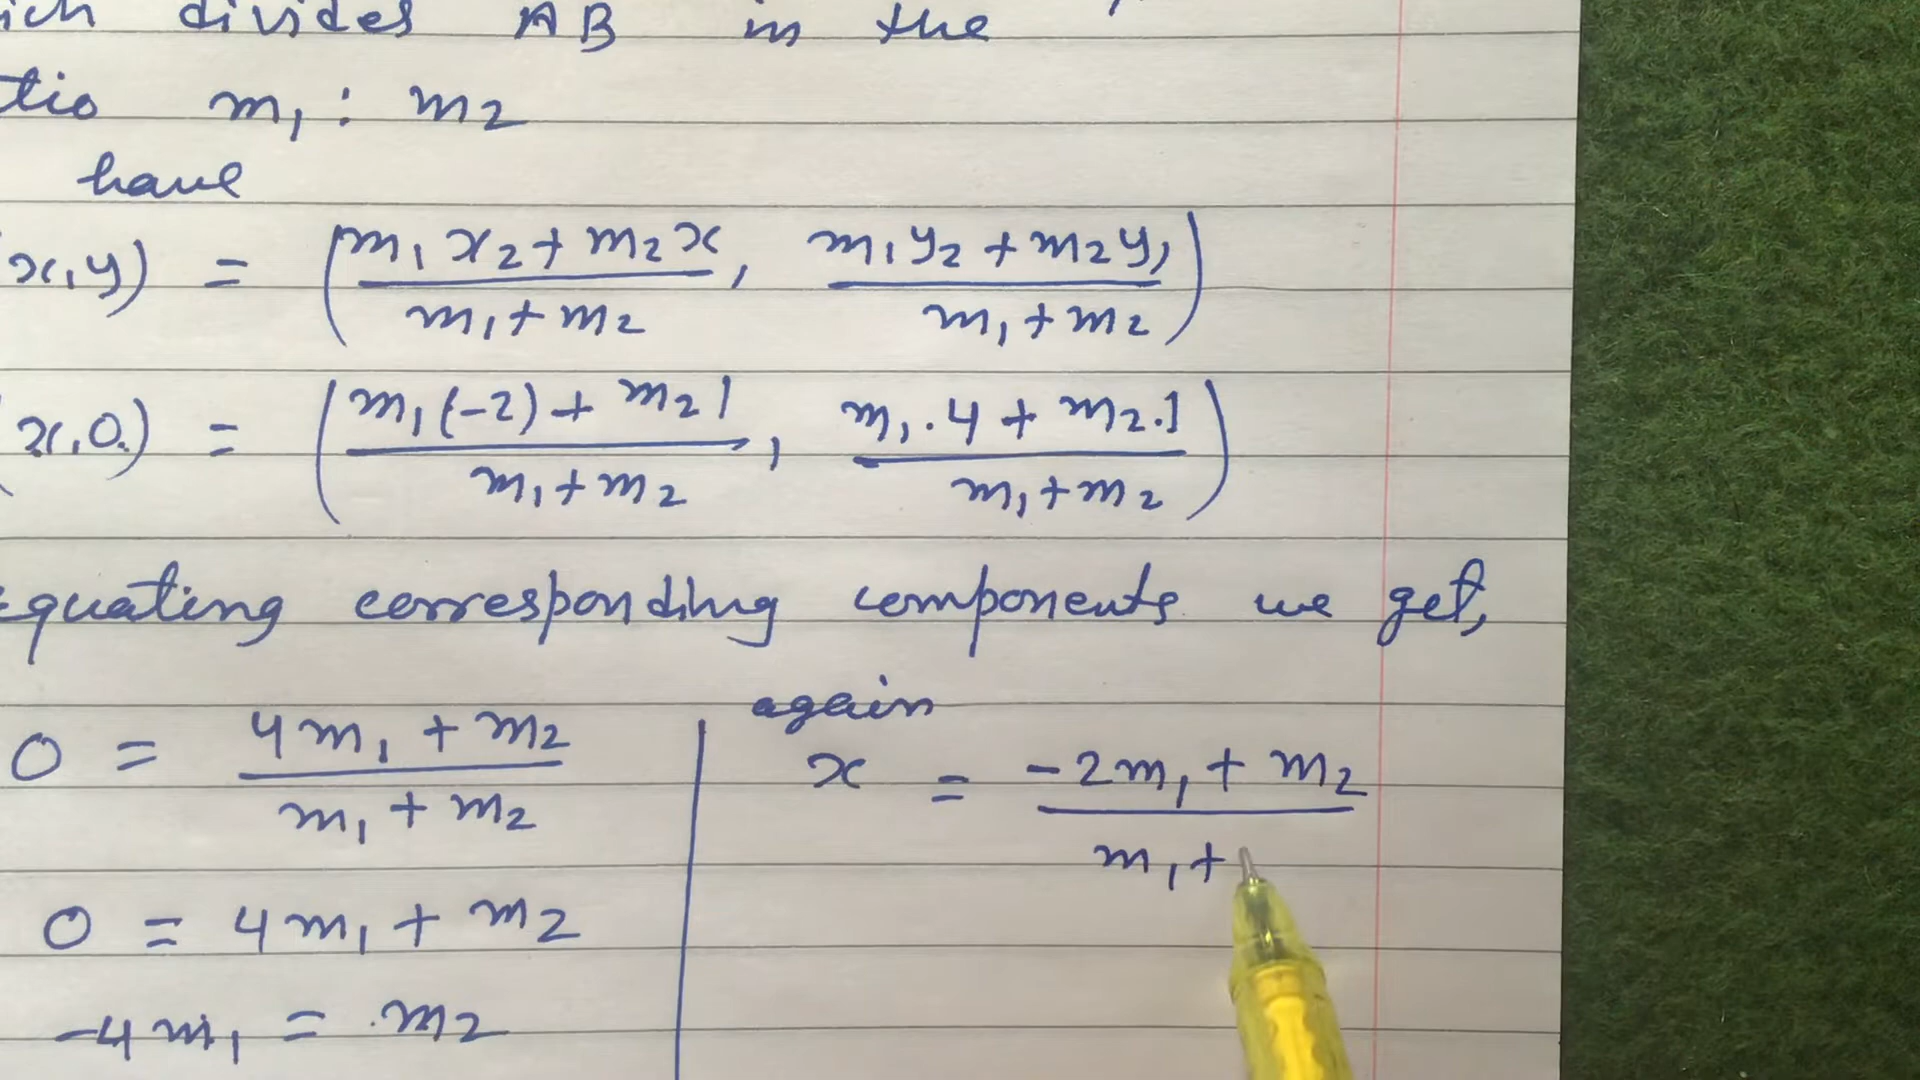 ich divides AB in the
tio m₁ : m₂
have
x,y) = (m₁x₂+m₂x/m₁+m₂, m₁y₂+m₂y₁/m₁+m₂)
(x,0) = (m₁(-2)+m₂1/m₁+m₂, m₁.4+m₂.1/m₁+m₂)
Equating corresponding components we get,
0 = 4m₁+m₂/m₁+m₂
0 = 4m₁+m₂
-4m₁ = m₂
again
x = -2m₁+m₂/m₁+